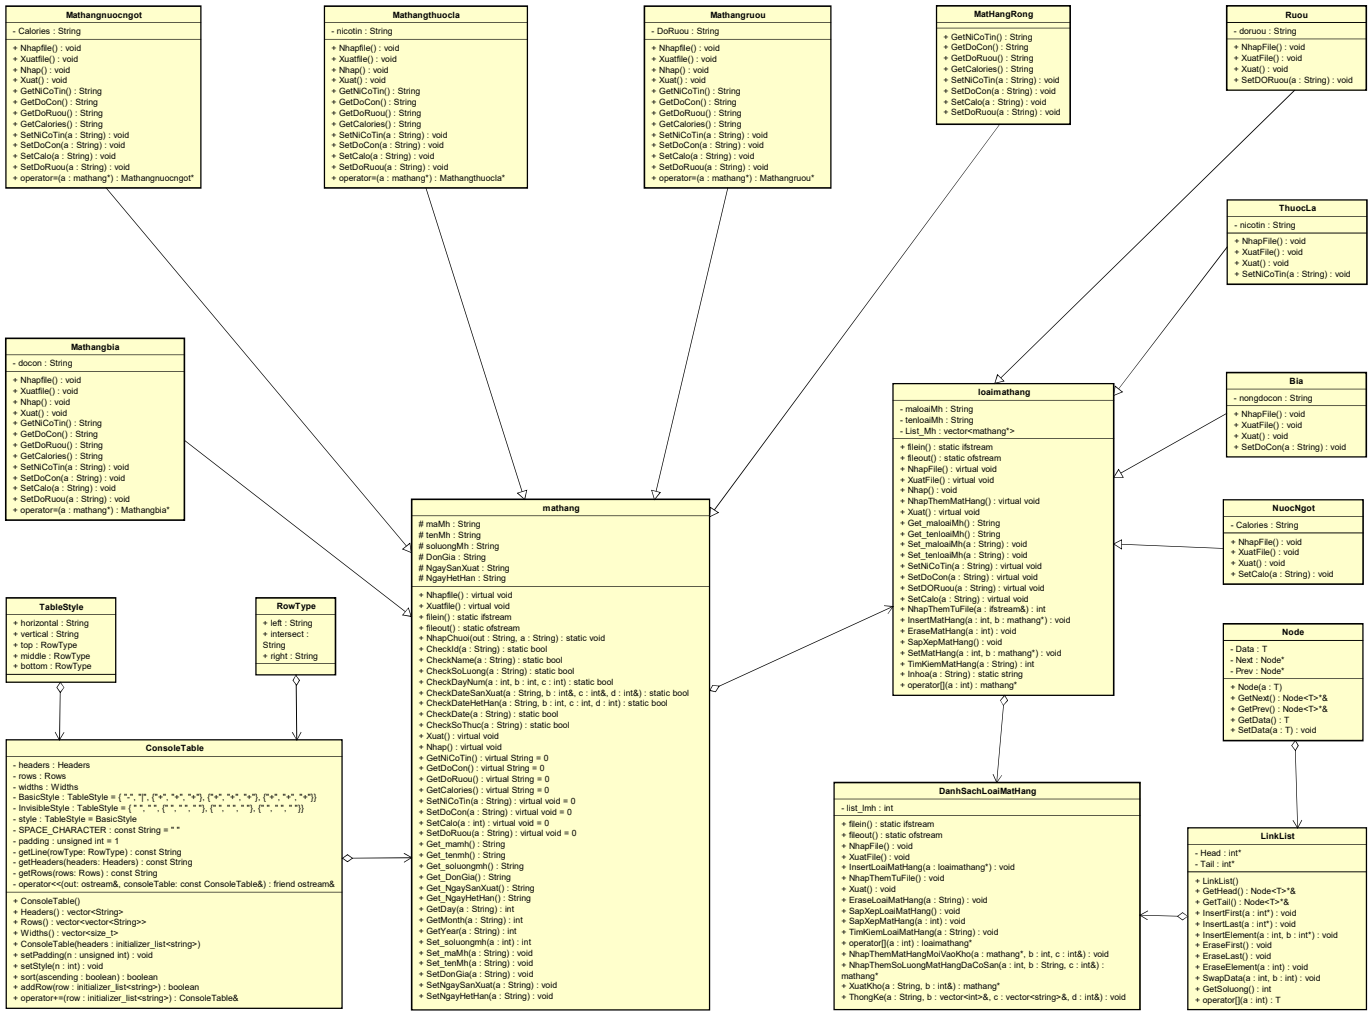 Mathangnuocngot
- Calories : String
+ Nhapfile() : void
+ Xuatfile() : void
+ Nhap() : void
+ Xuat() : void
+ GetNiCoTin() : String
+ GetDoCon() : String
+ GetDoRuou() : String
+ GetCalories() : String
+ SetNiCoTin(a : String) : void
+ SetDoCon(a : String) : void
+ SetCalo(a : String) : void
+ SetDoRuou(a : String) : void
+ operator=(a : mathang*) : Mathangnuocngot*
Mathangthuocla
- nicotin : String
+ Nhapfile() : void
+ Xuatfile() : void
+ Nhap() : void
+ Xuat() : void
+ GetNiCoTin() : String
+ GetDoCon() : String
+ GetDoRuou() : String
+ GetCalories() : String
+ SetNiCoTin(a : String) : void
+ SetDoCon(a : String) : void
+ SetCalo(a : String) : void
+ SetDoRuou(a : String) : void
+ operator=(a : mathang*) : Mathangthuocla*
Mathangruou
- DoRuou : String
+ Nhapfile() : void
+ Xuatfile() : void
+ Nhap() : void
+ Xuat() : void
+ GetNiCoTin() : String
+ GetDoCon() : String
+ GetDoRuou() : String
+ GetCalories() : String
+ SetNiCoTin(a : String) : void
+ SetDoCon(a : String) : void
+ SetCalo(a : String) : void
+ SetDoRuou(a : String) : void
+ operator=(a : mathang*) : Mathangruou*
MatHangRong
+ GetNiCoTin() : String
+ GetDoCon() : String
+ GetDoRuou() : String
+ GetCalories() : String
+ SetNiCoTin(a : String) : void
+ SetDoCon(a : String) : void
+ SetCalo(a : String) : void
+ SetDoRuou(a : String) : void
Ruou
- doruou : String
+ NhapFile() : void
+ XuatFile() : void
+ Xuat() : void
+ SetDORuou(a : String) : void
ThuocLa
- nicotin : String
+ NhapFile() : void
+ XuatFile() : void
+ Xuat() : void
+ SetNiCoTin(a : String) : void
Mathangbia
- docon : String
+ Nhapfile() : void
+ Xuatfile() : void
+ Nhap() : void
+ Xuat() : void
+ GetNiCoTin() : String
+ GetDoCon() : String
+ GetDoRuou() : String
+ GetCalories() : String
+ SetNiCoTin(a : String) : void
+ SetDoCon(a : String) : void
+ SetCalo(a : String) : void
+ SetDoRuou(a : String) : void
+ operator=(a : mathang*) : Mathangbia*
loaimathang
- maloaiMh : String
- tenloaiMh : String
- List_Mh : vector<mathang*>
+ filein() : static ifstream
+ fileout() : static ofstream
+ NhapFile() : virtual void
+ XuatFile() : virtual void
+ Nhap() : void
+ NhapThemMatHang() : virtual void
+ Xuat() : virtual void
+ Get_maloaiMh() : String
+ Get_tenloaiMh() : String
+ Set_maloaiMh(a : String) : void
+ Set_tenloaiMh(a : String) : void
+ SetNiCoTin(a : String) : virtual void
+ SetDoCon(a : String) : virtual void
+ SetDORuou(a : String) : virtual void
+ SetCalo(a : String) : virtual void
+ NhapThemTuFile(a : ifstream&) : int
+ InsertMatHang(a : int, b : mathang*) : void
+ EraseMatHang(a : int) : void
+ SapXepMatHang() : void
+ SetMatHang(a : int, b : mathang*) : void
+ TimKiemMatHang(a : String) : int
+ Inhoa(a : String) : static string
+ operator[](a : int) : mathang*
Bia
- nongdocon : String
+ NhapFile() : void
+ XuatFile() : void
+ Xuat() : void
+ SetDoCon(a : String) : void
NuocNgot
- Calories : String
+ NhapFile() : void
+ XuatFile() : void
+ Xuat() : void
+ SetCalo(a : String) : void
mathang
# maMh : String
# tenMh : String
# soluongMh : String
# DonGia : String
# NgaySanXuat : String
# NgayHetHan : String
+ Nhapfile() : virtual void
+ Xuatfile() : virtual void
+ filein() : static ifstream
+ fileout() : static ofstream
+ NhapChuoi(out : String, a : String) : static void
+ CheckId(a : String) : static bool
+ CheckName(a : String) : static bool
+ CheckSoLuong(a : String) : static bool
+ CheckDayNum(a : int, b : int, c : int) : static bool
+ CheckDateSanXuat(a : String, b : int&, c : int&, d : int&) : static bool
+ CheckDateHetHan(a : String, b : int, c : int, d : int) : static bool
+ CheckDate(a : String) : static bool
+ CheckSoThuc(a : String) : static bool
+ Xuat() : virtual void
+ Nhap() : virtual void
+ GetNiCoTin() : virtual String = 0
+ GetDoCon() : virtual String = 0
+ GetDoRuou() : virtual String = 0
+ GetCalories() : virtual String = 0
+ SetNiCoTin(a : String) : virtual void = 0
+ SetDoCon(a : String) : virtual void = 0
+ SetCalo(a : int) : virtual void = 0
+ SetDoRuou(a : String) : virtual void = 0
+ Get_mamh() : String
+ Get_tenmh() : String
+ Get_soluongmh() : String
+ Get_DonGia() : String
+ Get_NgaySanXuat() : String
+ Get_NgayHetHan() : String
+ GetDay(a : String) : int
+ GetMonth(a : String) : int
+ GetYear(a : String) : int
+ Set_soluongmh(a : int) : int
+ Set_maMh(a : String) : void
+ Set_tenMh(a : String) : void
+ SetDonGia(a : String) : void
+ SetNgaySanXuat(a : String) : void
+ SetNgayHetHan(a : String) : void
TableStyle
+ horizontal : String
+ vertical : String
+ top : RowType
+ middle : RowType
+ bottom : RowType
RowType
+ left : String
+ intersect :
String
+ right : String
Node
- Data : T
- Next : Node*
- Prev : Node*
+ Node(a : T)
+ GetNext() : Node<T>*&
+ GetPrev() : Node<T>*&
+ GetData() : T
+ SetData(a : T) : void
ConsoleTable
- headers : Headers
- rows : Rows
- widths : Widths
- BasicStyle : TableStyle = { "-", "|", {"+", "+", "+"}, {"+", "+", "+"}, {"+", "+", "+"}}
- InvisibleStyle : TableStyle = { " ", " ", {" ", " ", " "}, {" ", " ", " "}, {" ", " ", " "}}
- style : TableStyle = BasicStyle
- SPACE_CHARACTER : const String = " "
- padding : unsigned int = 1
- getLine(rowType: RowType) : const String
- getHeaders(headers: Headers) : const String
- getRows(rows: Rows) : const String
- operator<<(out: ostream&, consoleTable: const ConsoleTable&) : friend ostream&
+ ConsoleTable()
+ Headers() : vector<String>
+ Rows() : vector<vector<String>>
+ Widths() : vector<size_t>
+ ConsoleTable(headers : initializer_list<string>)
+ setPadding(n : unsigned int) : void
+ setStyle(n : int) : void
+ sort(ascending : boolean) : boolean
+ addRow(row : initializer_list<string>) : boolean
+ operator+=(row : initializer_list<string>) : ConsoleTable&
DanhSachLoaiMatHang
- list_lmh : int
+ filein() : static ifstream
+ fileout() : static ofstream
+ NhapFile() : void
+ XuatFile() : void
+ InsertLoaiMatHang(a : loaimathang*) : void
+ NhapThemTuFile() : void
+ Xuat() : void
+ EraseLoaiMatHang(a : String) : void
+ SapXepLoaiMatHang() : void
+ SapXepMatHang(a : int) : void
+ TimKiemLoaiMatHang(a : String) : void
+ operator[](a : int) : loaimathang*
+ NhapThemMatHangMoiVaoKho(a : mathang*, b : int, c : int&) : void
+ NhapThemSoLuongMatHangDaCoSan(a : int, b : String, c : int&) :
mathang*
+ XuatKho(a : String, b : int&) : mathang*
+ ThongKe(a : String, b : vector<int>&, c : vector<string>&, d : int&) : void
LinkList
- Head : int*
- Tail : int*
+ LinkList()
+ GetHead() : Node<T>*&
+ GetTail() : Node<T>*&
+ InsertFirst(a : int*) : void
+ InsertLast(a : int*) : void
+ InsertElement(a : int, b : int*) : void
+ EraseFirst() : void
+ EraseLast() : void
+ EraseElement(a : int) : void
+ SwapData(a : int, b : int) : void
+ GetSoluong() : int
+ operator[](a : int) : T